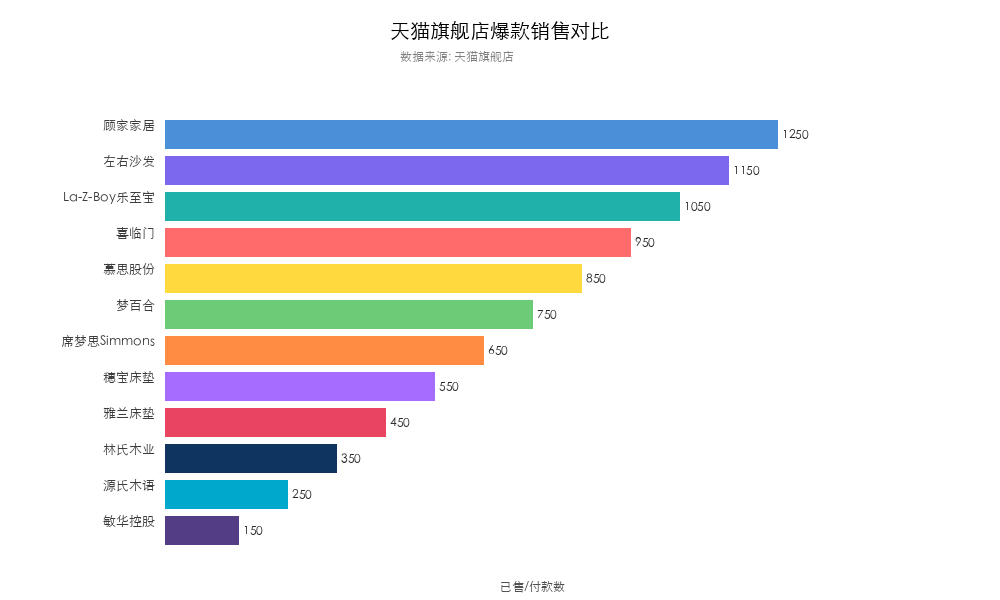 天猫旗舰店爆款销售对比
数据来源: 天猫旗舰店
顾家家居 1250
左右沙发 1150
La-Z-Boy乐至宝 1050
喜临门 950
慕思股份 850
梦百合 750
席梦思Simmons 650
穗宝床垫 550
雅兰床垫 450
林氏木业 350
源氏木语 250
敏华控股 150
已售/付款数